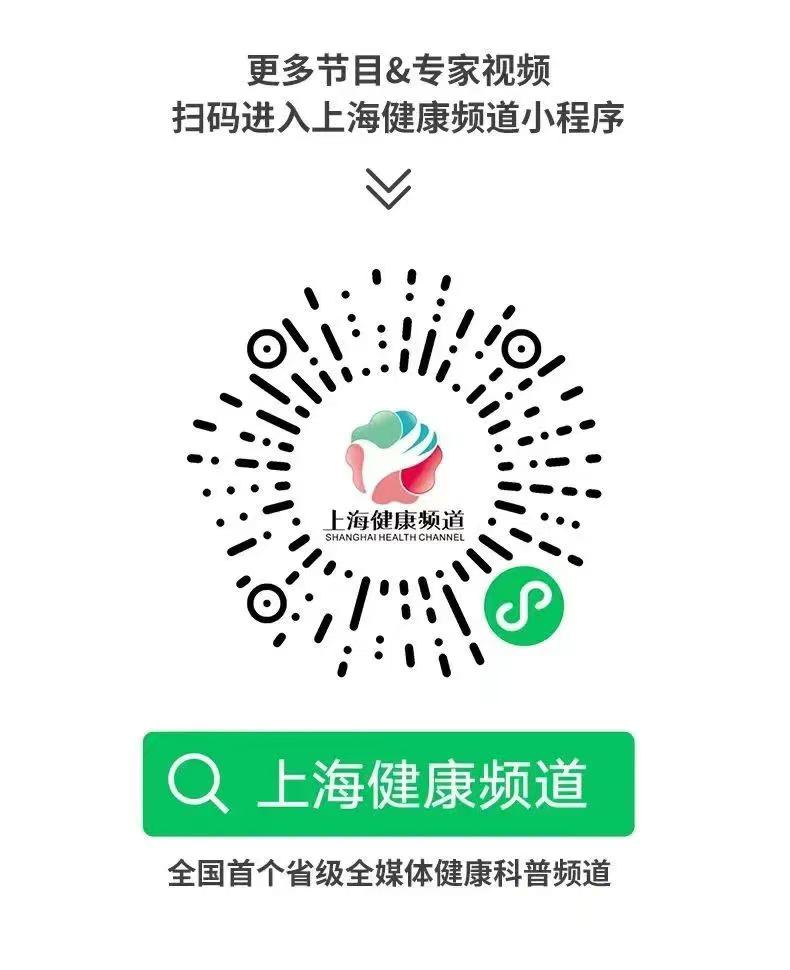 更多节目&专家视频
扫码进入上海健康频道小程序
上海健康频道
SHANGHAI HEALTH CHANNEL
上海健康频道
全国首个省级全媒体健康科普频道